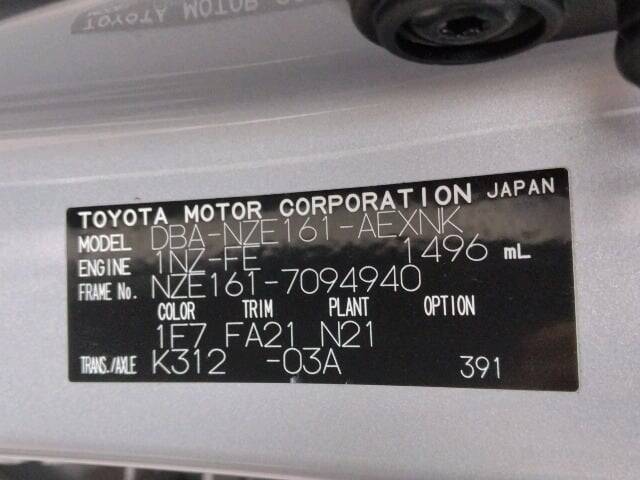 TOYOTA MOTOR CORPORATION JAPAN
MODEL DBA-NZE161-AEXNK
ENGINE 1NZ-FE 1496 mL
FRAME No. NZE161-7094940
COLOR TRIM PLANT OPTION
1F7 FA21 N21
TRANS./AXLE K312 -03A 391